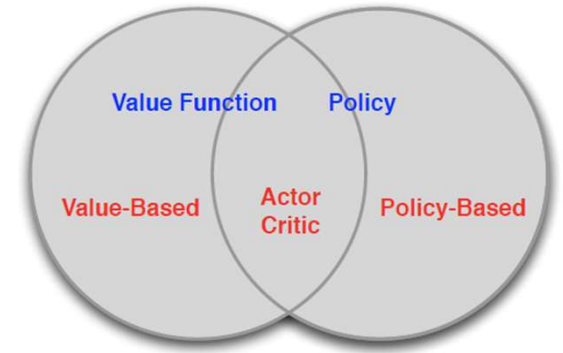 Value Function
Policy
Value-Based
Actor
Critic
Policy-Based